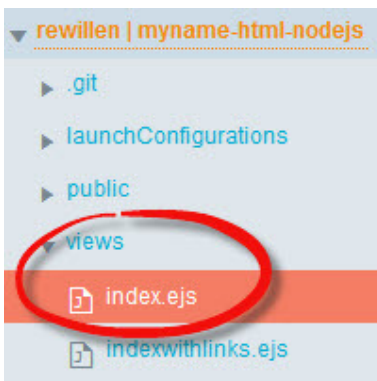 rewillen | myname-html-nodejs
.git
launchConfigurations
public
views
index.ejs
indexwithlinks.ejs